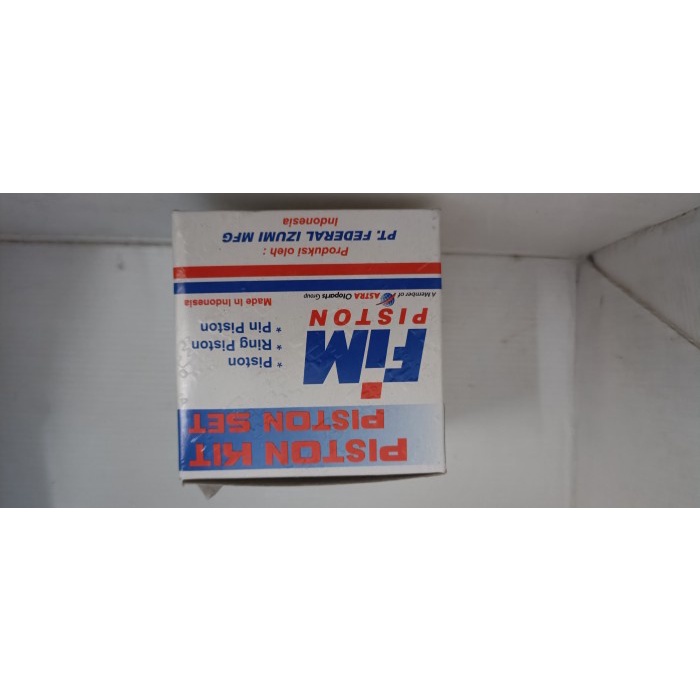 PISTON KIT
PISTON SET
FiM
PISTON
* Piston
* Ring Piston
* Pin Piston
A Member of ASTRA Otoparts Group
Made in Indonesia
Produksi oleh :
PT. FEDERAL IZUMI MFG
Indonesia